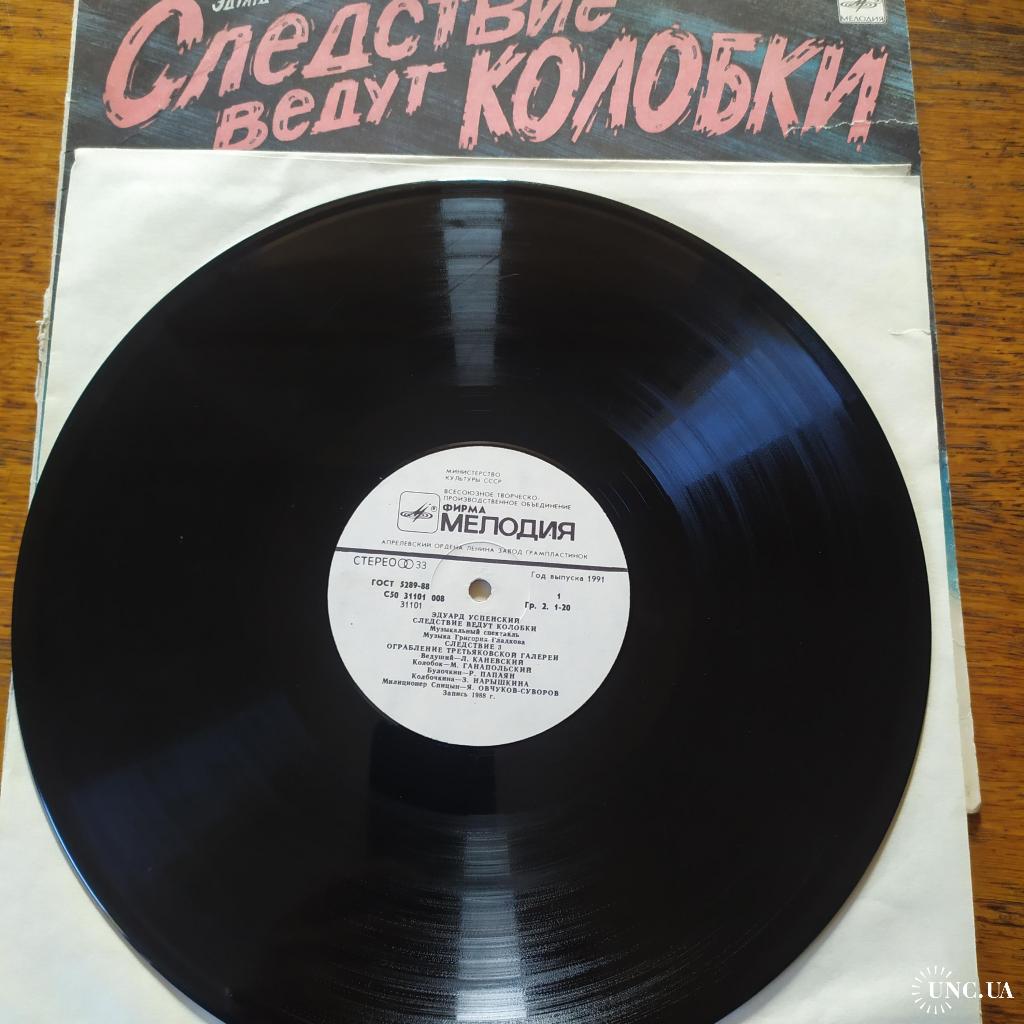 Следствие
МЕЛОДИЯ
ведут КОЛОБКИ
МИНИСТЕРСТВО
КУЛЬТУРЫ СССР
ВСЕСОЮЗНОЕ ТВОРЧЕСКО-
ПРОИЗВОДСТВЕННОЕ ОБЪЕДИНЕНИЕ
ФИРМА
МЕЛОДИЯ
АПРЕЛЕВСКИЙ ОРДЕНА ЛЕНИНА ЗАВОД ГРАМПЛАСТИНОК
СТЕРЕО 33
Год выпуска 1991
ГОСТ 5289-88
С50 31101 008
1
31101
Гр. 2. 1-20
ЭДУАРД УСПЕНСКИЙ
СЛЕДСТВИЕ ВЕДУТ КОЛОБКИ
Музыкальный спектакль
Музыка Григория Гладкова
СЛЕДСТВИЕ 3
ОГРАБЛЕНИЕ ТРЕТЬЯКОВСКОЙ ГАЛЕРЕИ
Ведущий—Л. КАНЕВСКИЙ
Колобок—М. ГАНАПОЛЬСКИЙ
Булочкин—Р. ПАПАЯН
Колбочкина—З. НАРЫШКИНА
Милиционер Спицын—Я. ОВЧУКОВ-СУВОРОВ
Запись 1988 г.
UNC.UA